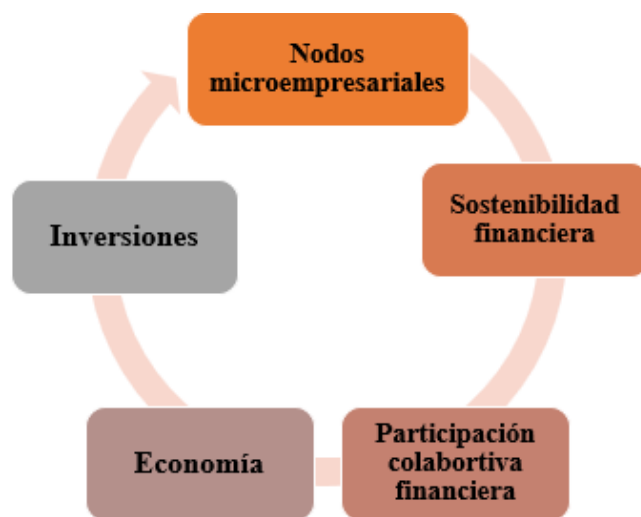 Nodos
microempresariales
Sostenibilidad
financiera
Participación
colabortiva
financiera
Economía
Inversiones